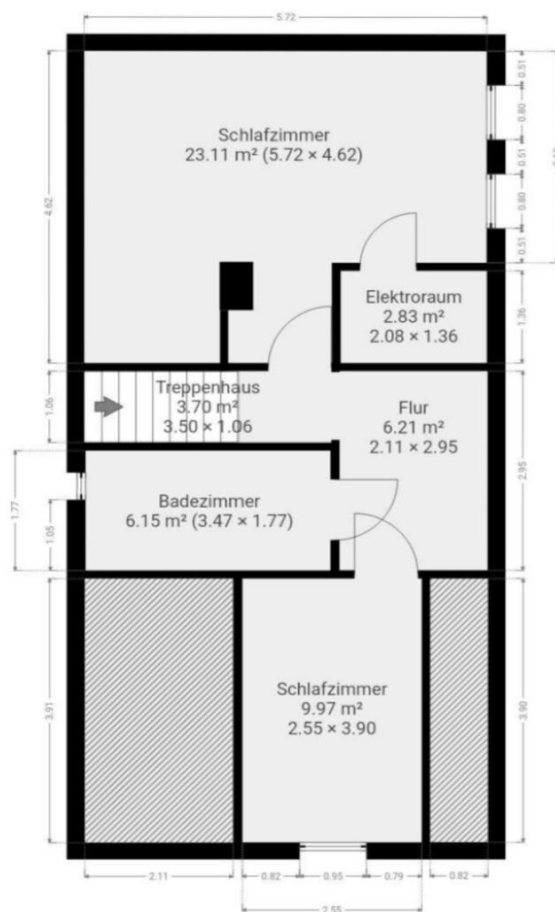 5.72
0.51
0.80
0.51
0.80
0.51
4.62
Schlafzimmer
23.11 m² (5.72 × 4.62)
Elektroraum
2.83 m²
2.08 × 1.36
1.36
Treppenhaus
3.70 m²
3.50 × 1.06
1.06
Flur
6.21 m²
2.11 × 2.95
2.95
Badezimmer
6.15 m² (3.47 × 1.77)
1.77
1.05
Schlafzimmer
9.97 m²
2.55 × 3.90
3.91
3.90
2.11
0.82
0.95
0.79
0.82
2.55